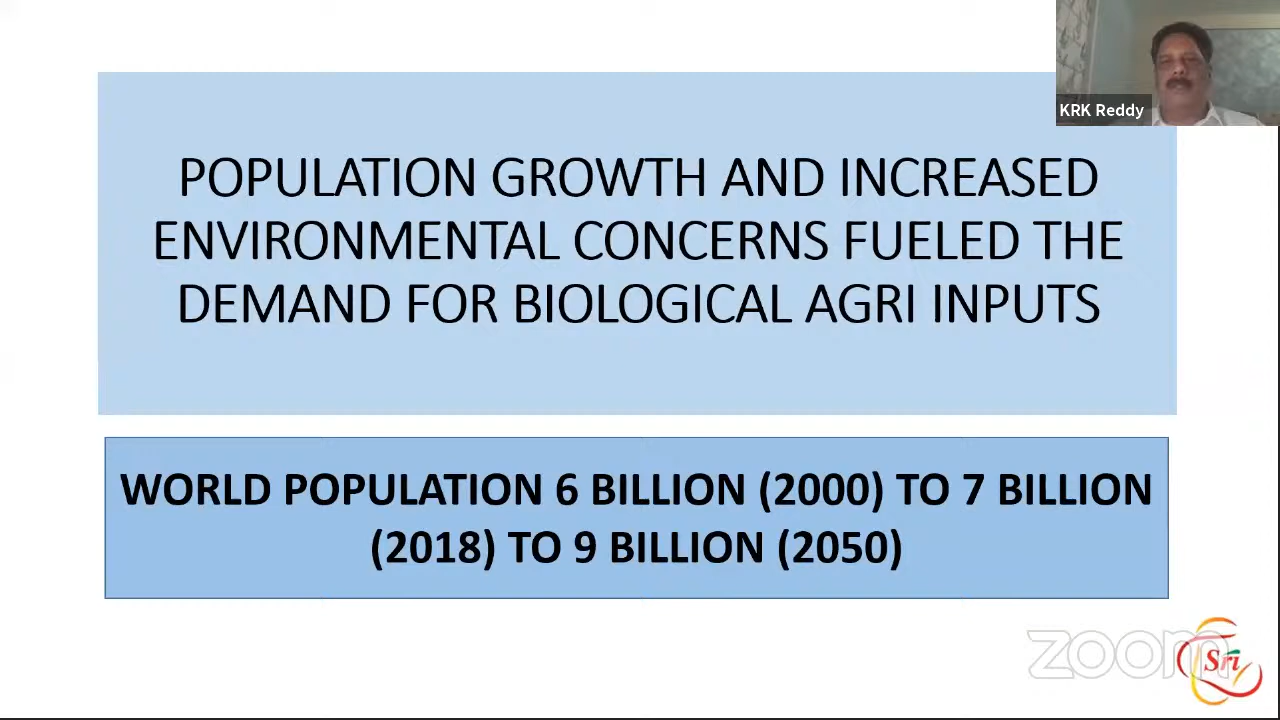 KRK Reddy
POPULATION GROWTH AND INCREASED
ENVIRONMENTAL CONCERNS FUELED THE
DEMAND FOR BIOLOGICAL AGRI INPUTS
WORLD POPULATION 6 BILLION (2000) TO 7 BILLION
(2018) TO 9 BILLION (2050)
zoom
Sri